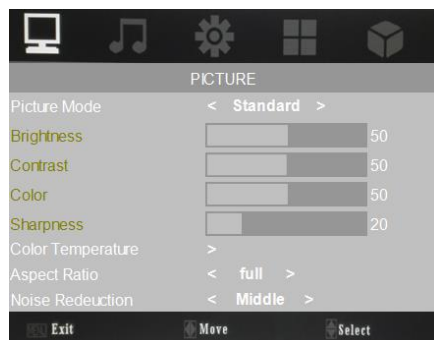 PICTURE
Picture Mode < Standard >
Brightness 50
Contrast 50
Color 50
Sharpness 20
Color Temperature >
Aspect Ratio < full >
Noise Redeuction < Middle >
Exit Move Select